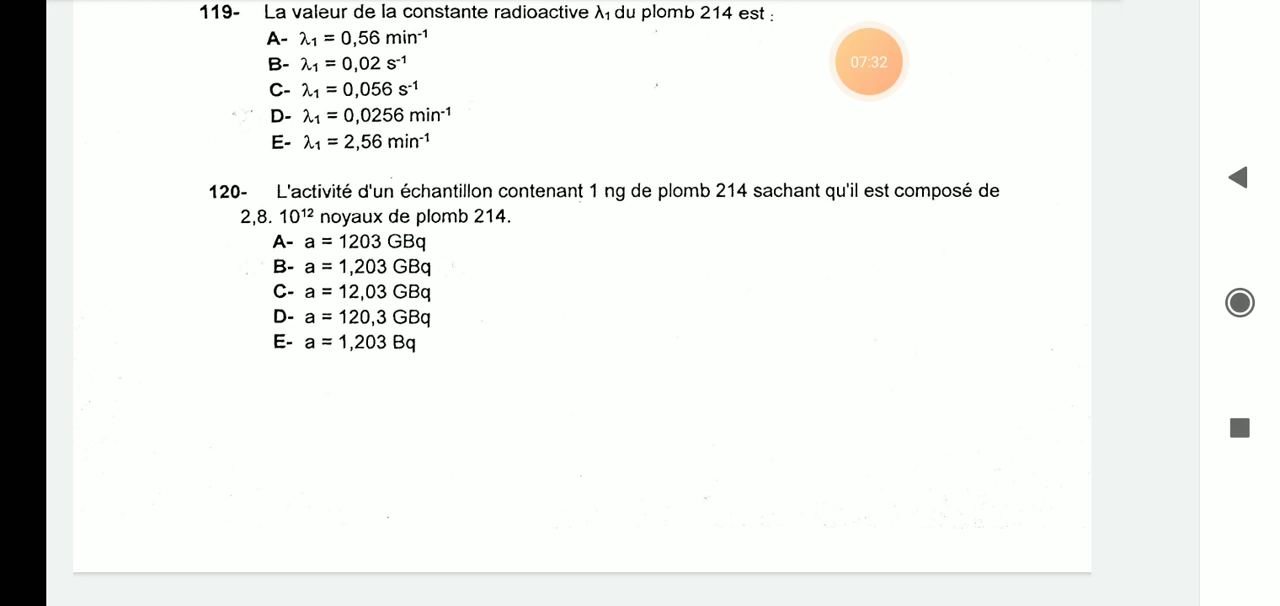 119- La valeur de la constante radioactive λ₁ du plomb 214 est :
A- λ₁ = 0,56 min⁻¹
B- λ₁ = 0,02 s⁻¹
C- λ₁ = 0,056 s⁻¹
D- λ₁ = 0,0256 min⁻¹
E- λ₁ = 2,56 min⁻¹
07:32
120- L'activité d'un échantillon contenant 1 ng de plomb 214 sachant qu'il est composé de
2,8. 10¹² noyaux de plomb 214.
A- a = 1203 GBq
B- a = 1,203 GBq
C- a = 12,03 GBq
D- a = 120,3 GBq
E- a = 1,203 Bq